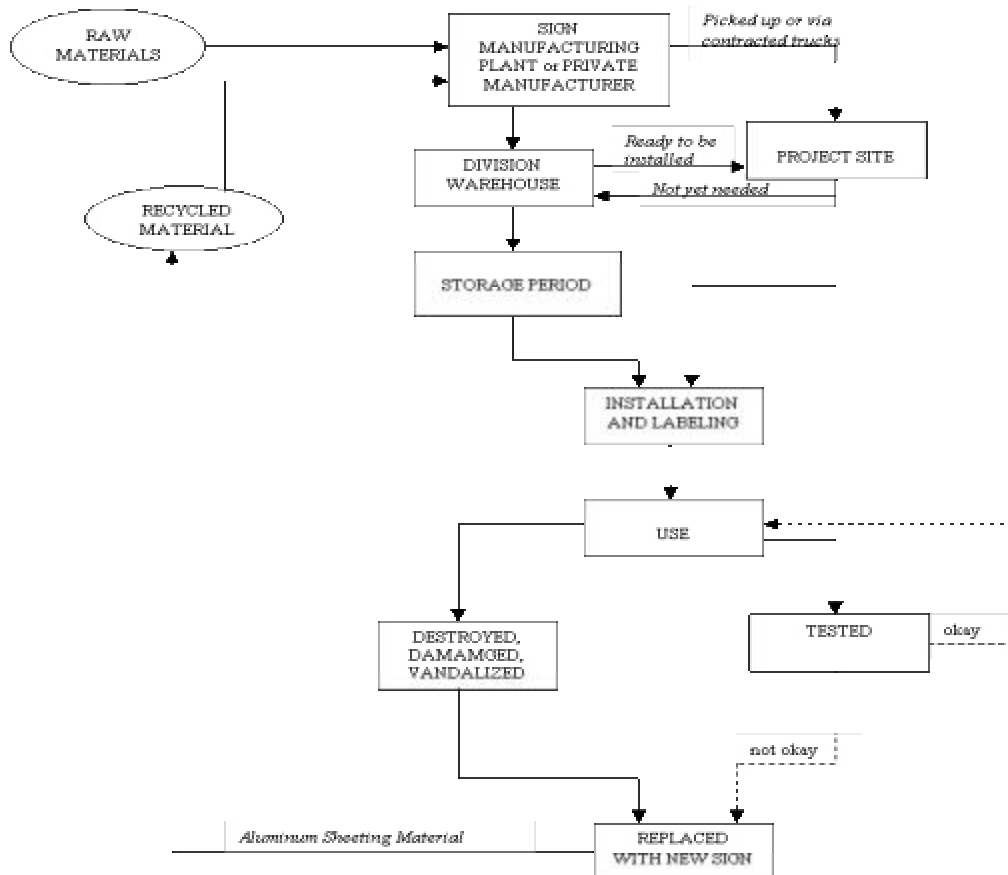 RAW
MATERIALS
SIGN
MANUFACTURING
PLANT or PRIVATE
MANUFACTURER
Picked up or via
contracted trucks
DIVISION
WAREHOUSE
Ready to be
installed
PROJECT SITE
Not yet needed
RECYCLED
MATERIAL
STORAGE PERIOD
INSTALLATION
AND LABELING
USE
DESTROYED,
DAMAMGED,
VANDALIZED
TESTED
okay
not okay
Aluminum Sheeting Material
REPLACED
WITH NEW SIGN